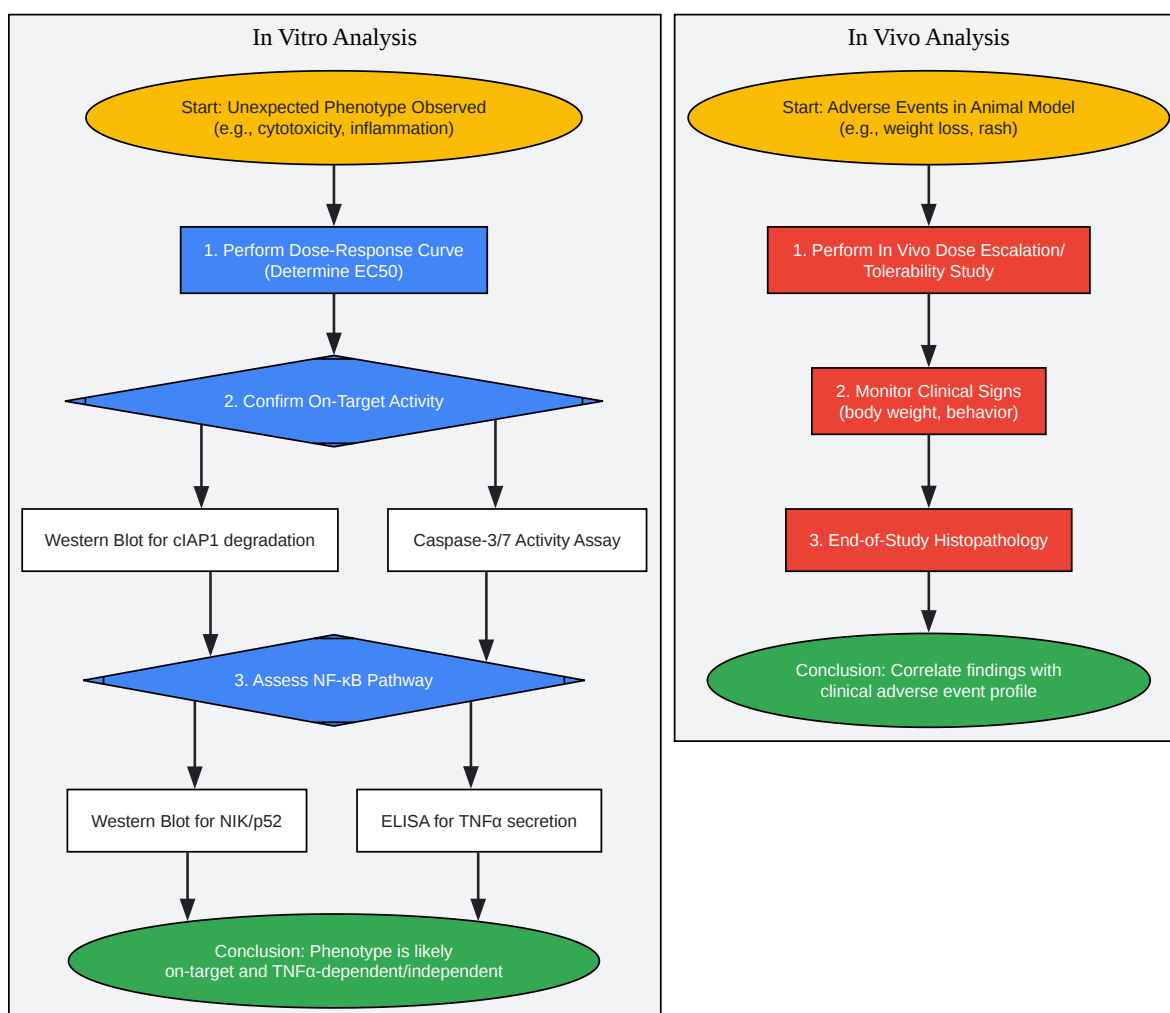 In Vitro Analysis
Start: Unexpected Phenotype Observed
(e.g., cytotoxicity, inflammation)
1. Perform Dose-Response Curve
(Determine EC50)
2. Confirm On-Target Activity
Western Blot for cIAP1 degradation
Caspase-3/7 Activity Assay
3. Assess NF-κB Pathway
Western Blot for NIK/p52
ELISA for TNFα secretion
Conclusion: Phenotype is likely
on-target and TNFα-dependent/independent
In Vivo Analysis
Start: Adverse Events in Animal Model
(e.g., weight loss, rash)
1. Perform In Vivo Dose Escalation/
Tolerability Study
2. Monitor Clinical Signs
(body weight, behavior)
3. End-of-Study Histopathology
Conclusion: Correlate findings with
clinical adverse event profile